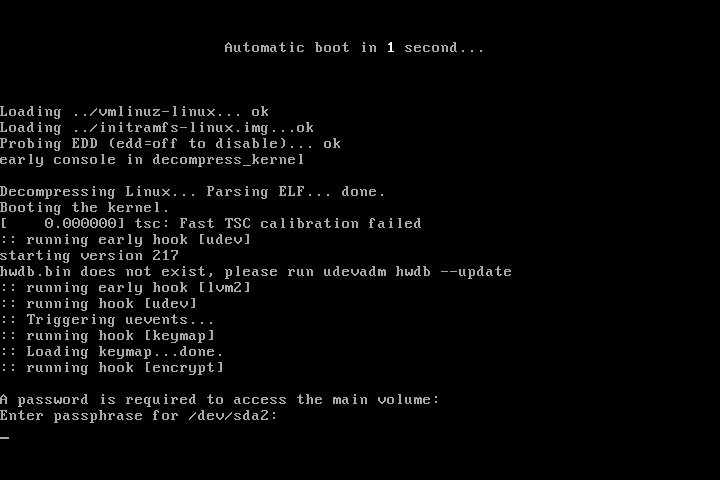 Automatic boot in 1 second...
Loading ../vmlinuz-linux... ok
Loading ../initramfs-linux.img...ok
Probing EDD (edd=off to disable)... ok
early console in decompress_kernel
Decompressing Linux... Parsing ELF... done.
Booting the kernel.
[    0.000000] tsc: Fast TSC calibration failed
:: running early hook [udev]
starting version 217
hwdb.bin does not exist, please run udevadm hwdb --update
:: running early hook [lvm2]
:: running hook [udev]
:: Triggering uevents...
:: running hook [keymap]
:: Loading keymap...done.
:: running hook [encrypt]
A password is required to access the main volume:
Enter passphrase for /dev/sda2: